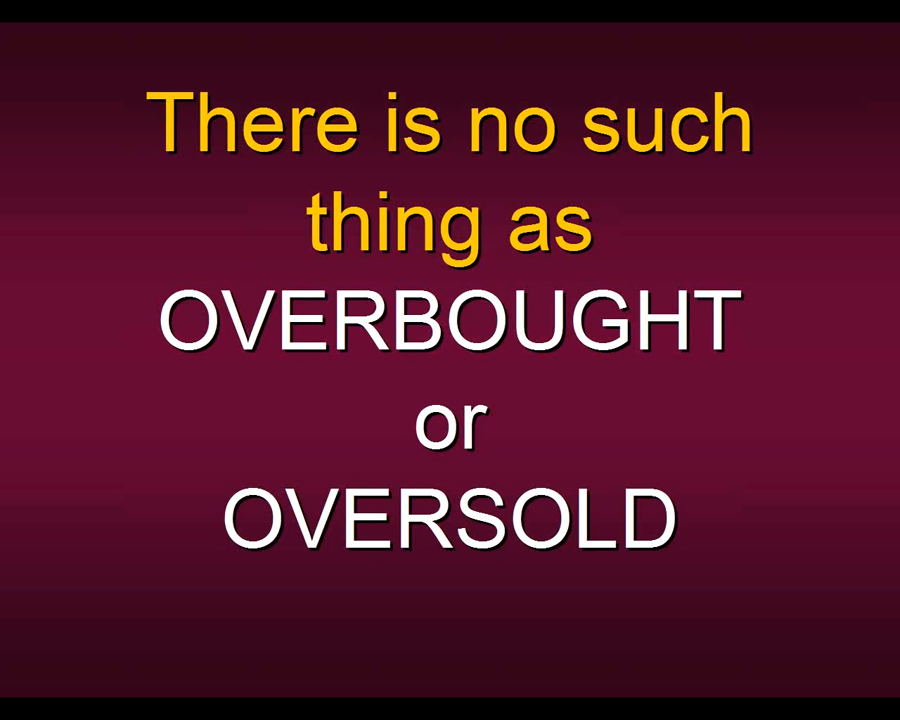 There is no such
thing as
OVERBOUGHT
or
OVERSOLD